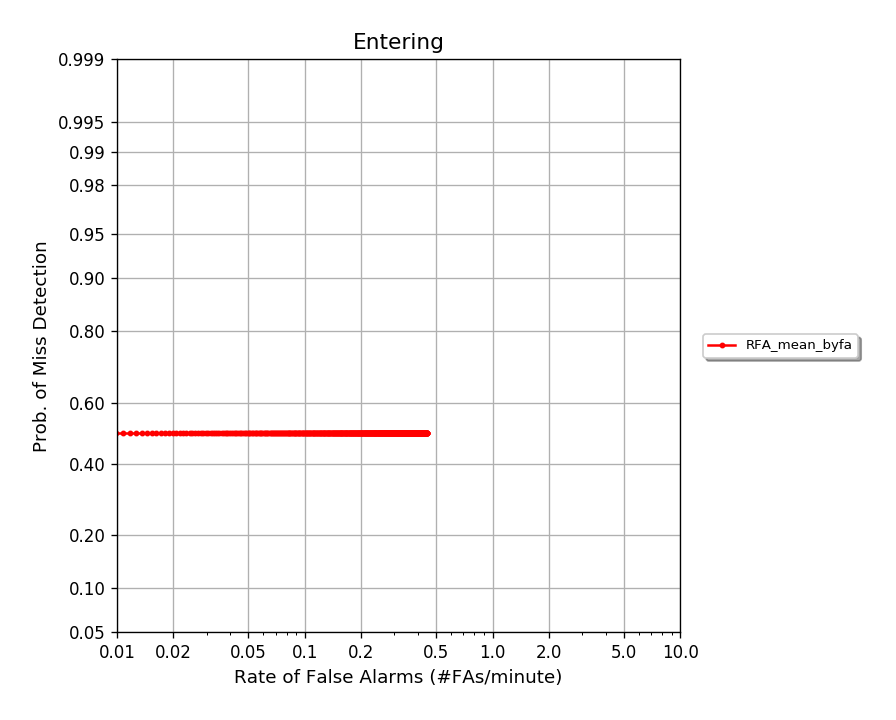 Entering
0.999
0.995
0.99
0.98
0.95
0.90
0.80
0.60
0.40
0.20
0.10
0.05
Prob. of Miss Detection
0.01 0.02 0.05 0.1 0.2 0.5 1.0 2.0 5.0 10.0
Rate of False Alarms (#FAs/minute)
RFA_mean_byfa